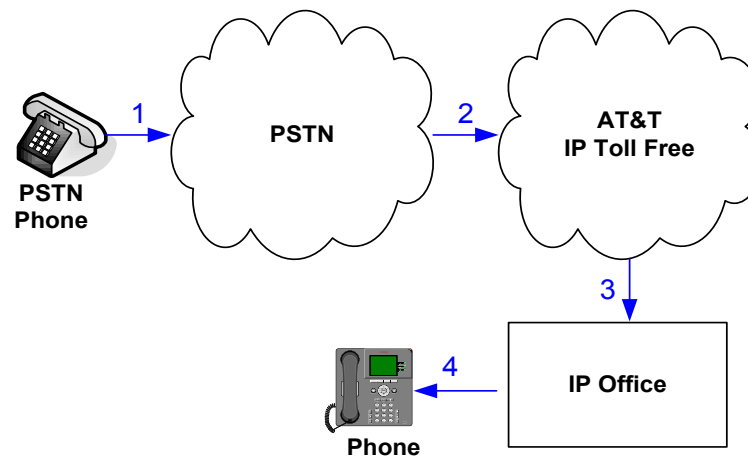 1
PSTN
2
AT&T
IP Toll Free
PSTN
Phone
3
IP Office
4
Phone